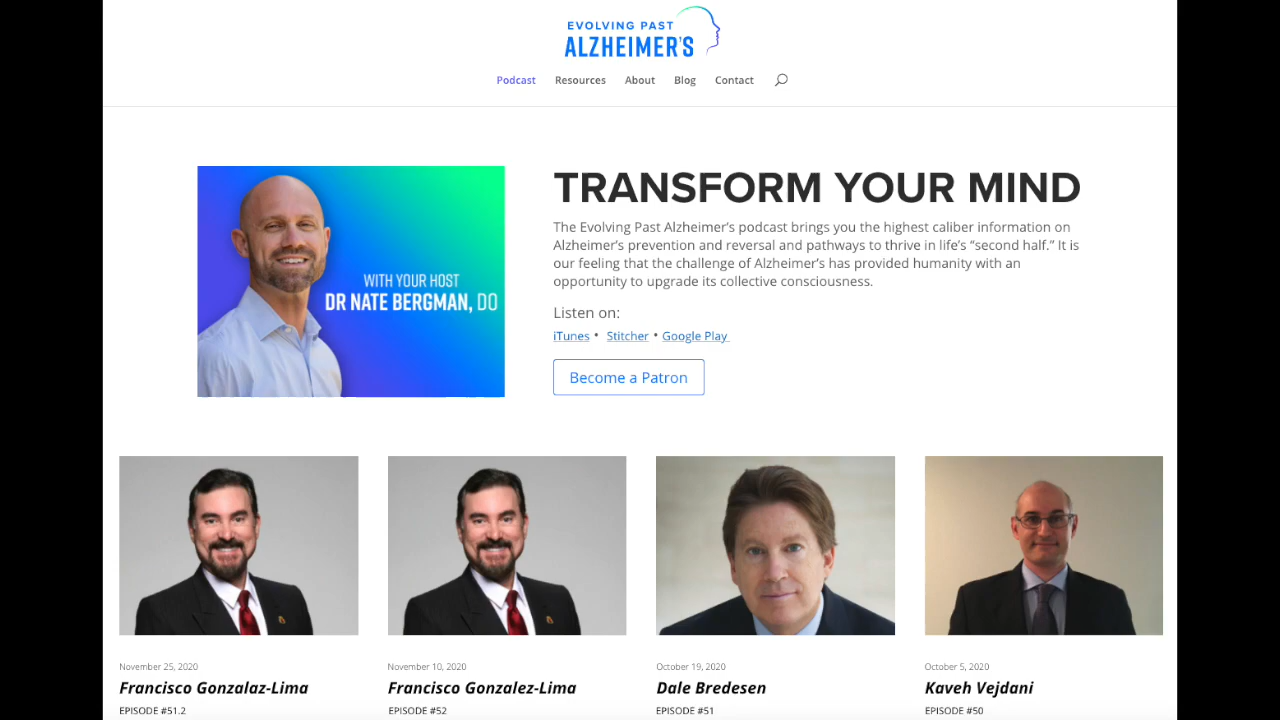 EVOLVING PAST
ALZHEIMER'S
Podcast Resources About Blog Contact
WITH YOUR HOST
DR NATE BERGMAN, DO
TRANSFORM YOUR MIND
The Evolving Past Alzheimer's podcast brings you the highest caliber information on
Alzheimer's prevention and reversal and pathways to thrive in life's “second half.” It is
our feeling that the challenge of Alzheimer's has provided humanity with an
opportunity to upgrade its collective consciousness.
Listen on:
iTunes • Stitcher • Google Play
Become a Patron
November 25, 2020
Francisco Gonzalaz-Lima
EPISODE #51.2
November 10, 2020
Francisco Gonzalez-Lima
EPISODE #52
October 19, 2020
Dale Bredesen
EPISODE #51
October 5, 2020
Kaveh Vejdani
EPISODE #50